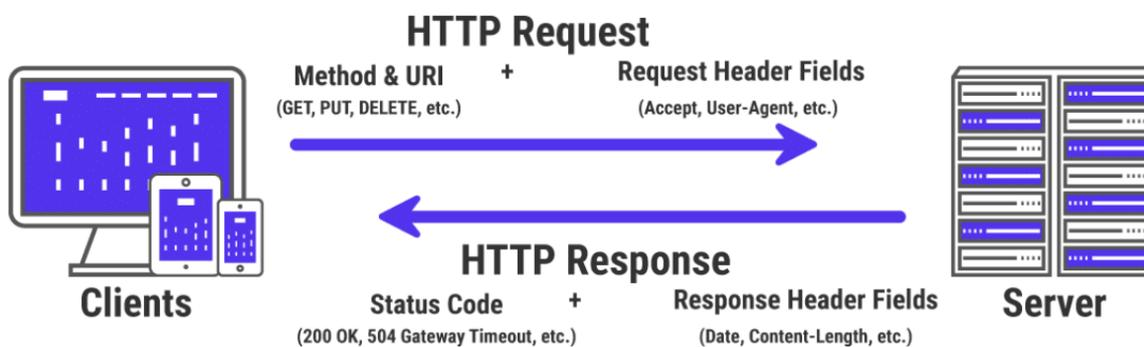 HTTP Request
Method & URI + Request Header Fields
(GET, PUT, DELETE, etc.) (Accept, User-Agent, etc.)
HTTP Response
Clients
Status Code + Response Header Fields
Server
(200 OK, 504 Gateway Timeout, etc.) (Date, Content-Length, etc.)